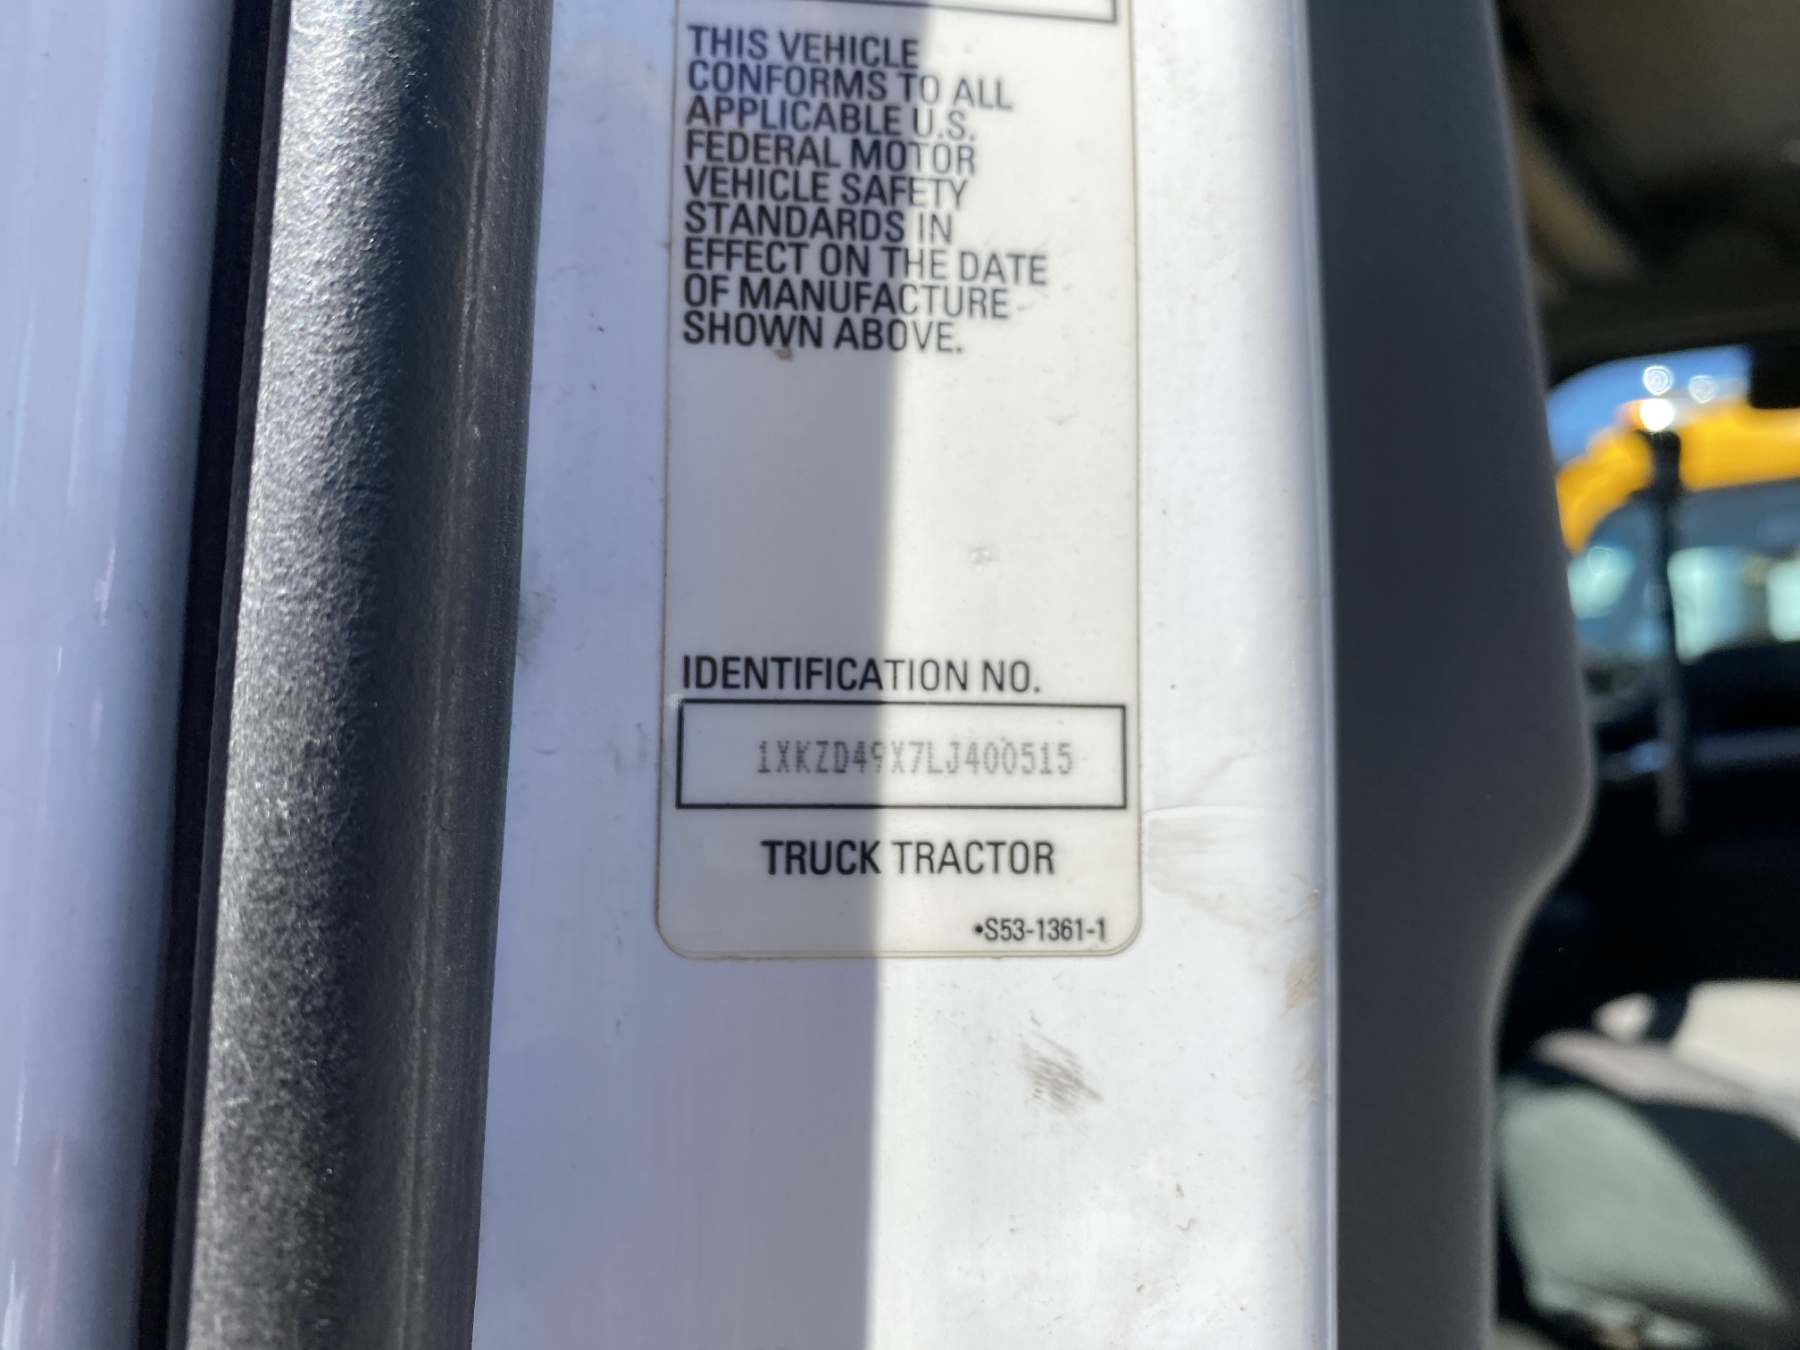 THIS VEHICLE
CONFORMS TO ALL
APPLICABLE U.S.
FEDERAL MOTOR
VEHICLE SAFETY
STANDARDS IN
EFFECT ON THE DATE
OF MANUFACTURE
SHOWN ABOVE.
IDENTIFICATION NO.
1XKZD49X7LJ400515
TRUCK TRACTOR
•S53-1361-1